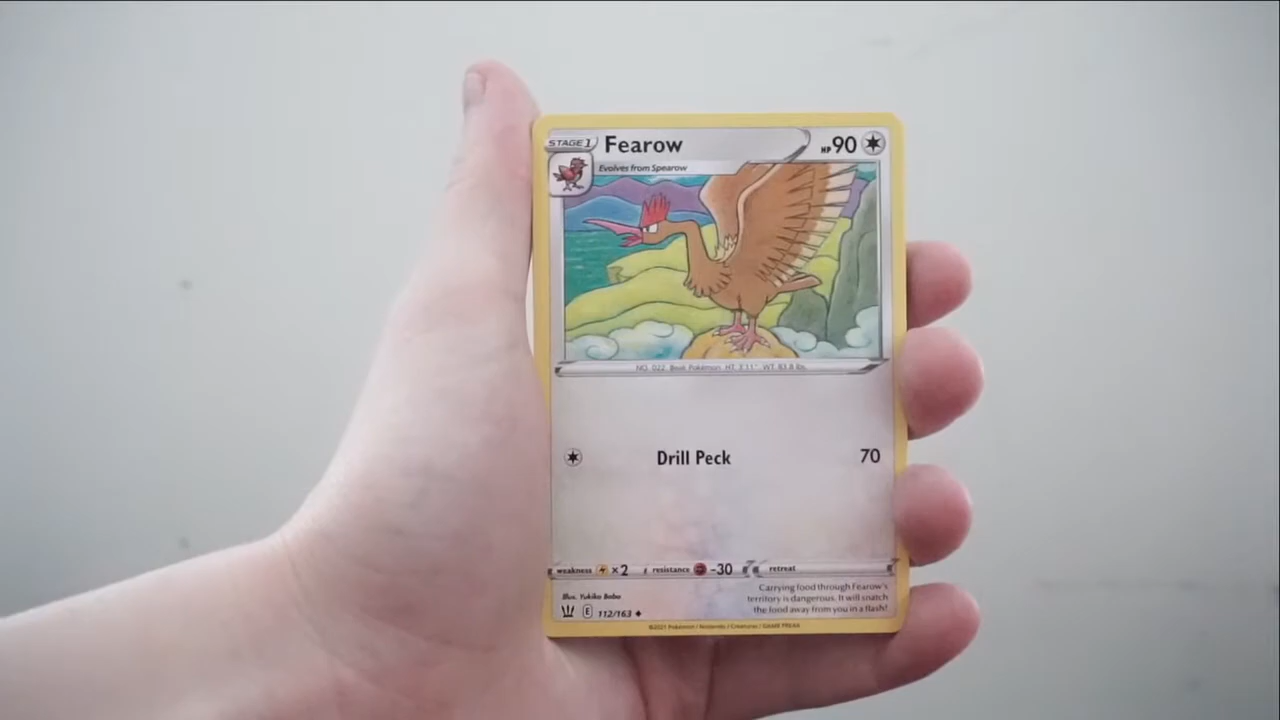 STAGE 1 Fearow HP 90
Evolves from Spearow
NO. 022 Beak Pokémon HT: 3'11" WT: 83.8 lbs.
Drill Peck 70
weakness ×2 resistance -30 retreat
Carrying food through Fearow's
territory is dangerous. It will snatch
the food away from you in a flash!
Illus. Yukiko Baba
E 112/163
©2021 Pokémon / Nintendo / Creatures / GAME FREAK